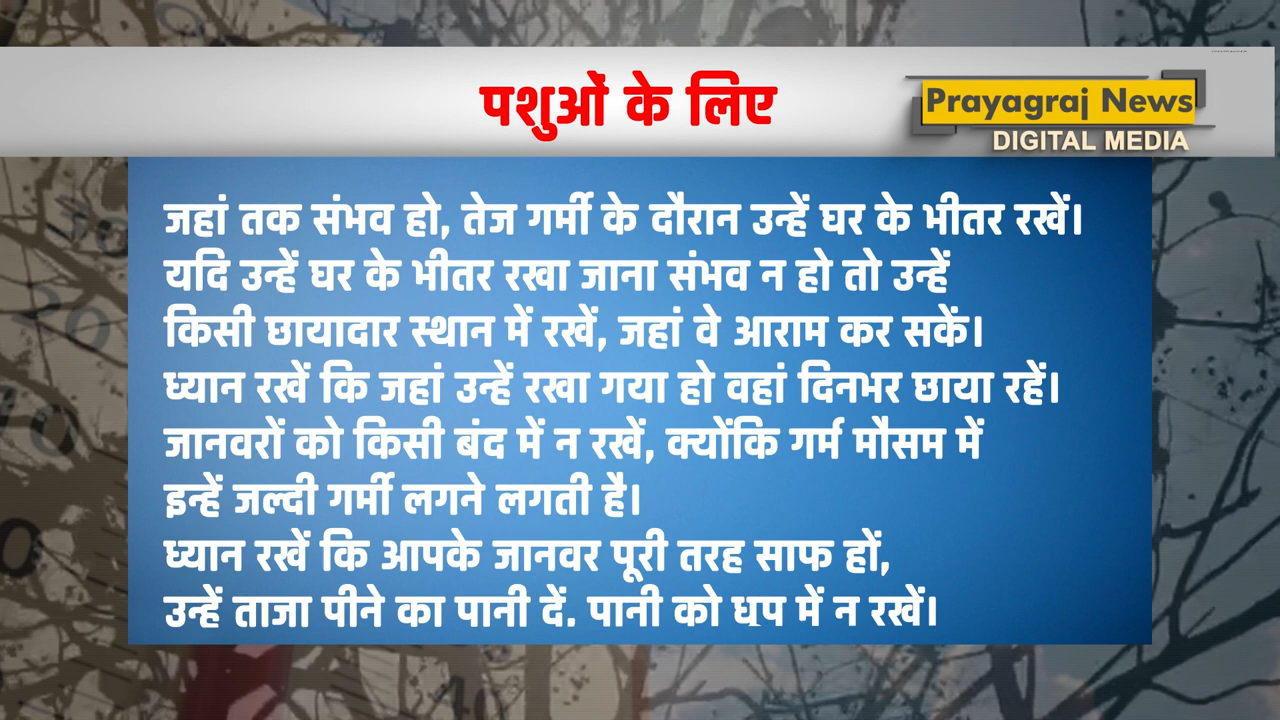 पशुओं के लिए
Prayagraj News
DIGITAL MEDIA
जहां तक संभव हो, तेज गर्मी के दौरान उन्हें घर के भीतर रखें।
यदि उन्हें घर के भीतर रखा जाना संभव न हो तो उन्हें
किसी छायादार स्थान में रखें, जहां वे आराम कर सकें।
ध्यान रखें कि जहां उन्हें रखा गया हो वहां दिनभर छाया रहें।
जानवरों को किसी बंद में न रखें, क्योंकि गर्म मौसम में
इन्हें जल्दी गर्मी लगने लगती है।
ध्यान रखें कि आपके जानवर पूरी तरह साफ हों,
उन्हें ताजा पीने का पानी दें. पानी को धूप में न रखें।